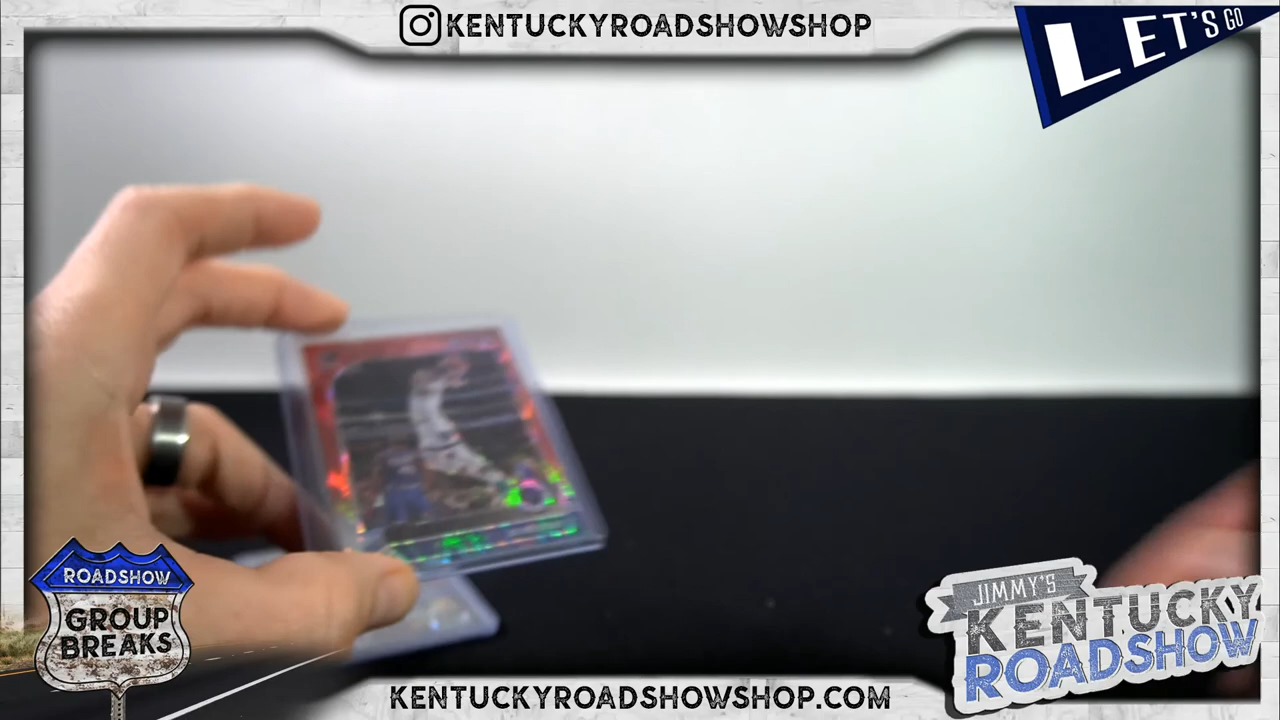 KENTUCKYROADSHOWSHOP
LET'S GO
ROADSHOW
GROUP
BREAKS
JIMMY'S
KENTUCKY
ROADSHOW
KENTUCKYROADSHOWSHOP.COM